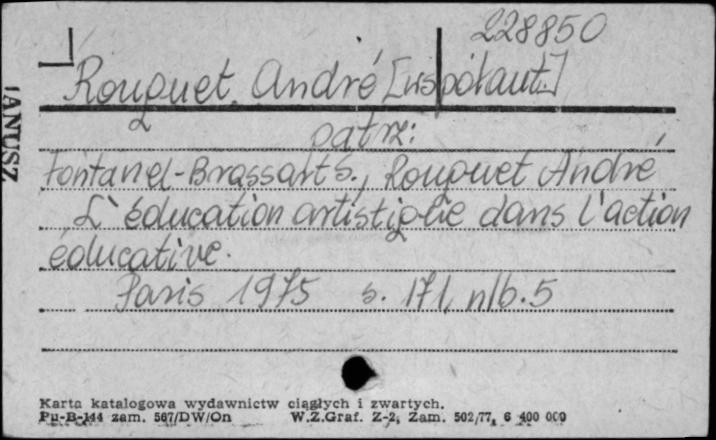 228850
Rouquet André [współaut.]
patrz:
Fontanel-Brassart S., Rouquet André
L'éducation artistique dans l'action
éducative.
Paris 1975 s. 171, nlb. 5
JANUSZ
Karta katalogowa wydawnictw ciągłych i zwartych.
Pu-B-144 zam. 567/DW/On W.Z.Graf. Z-2, Zam. 502/77, 6 400 000